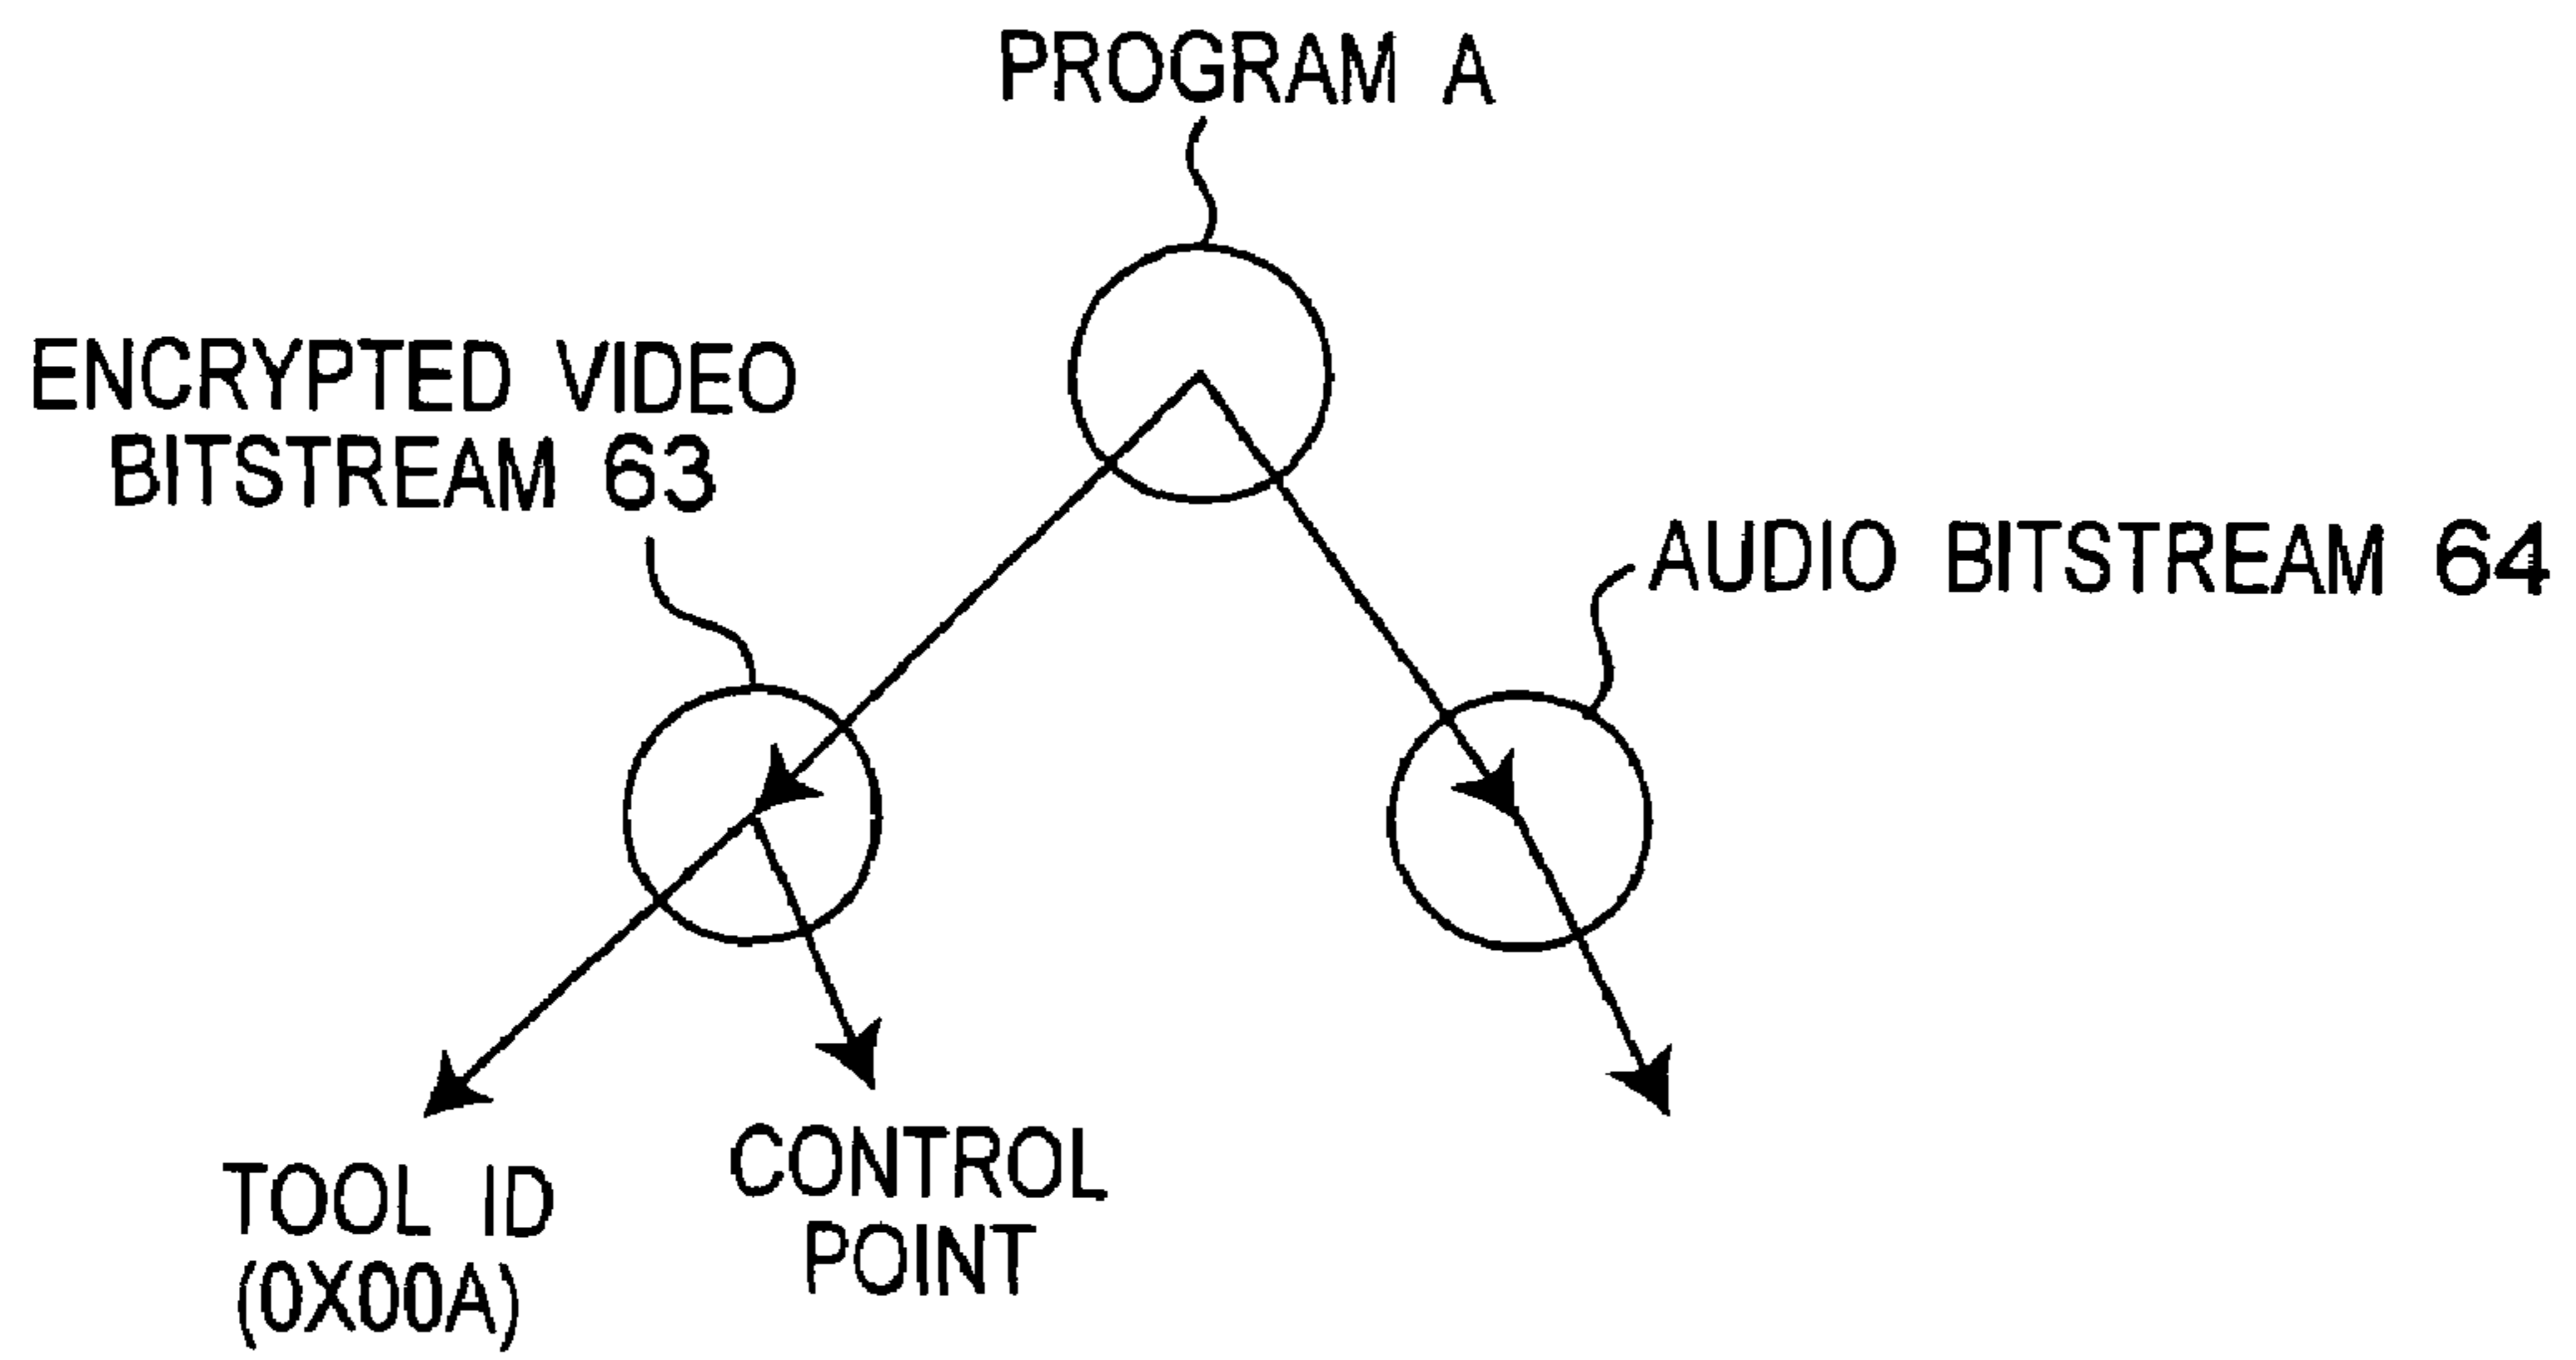 PROGRAM A
ENCRYPTED VIDEO
BITSTREAM 63
AUDIO BITSTREAM 64
TOOL ID
(0X00A)
CONTROL
POINT